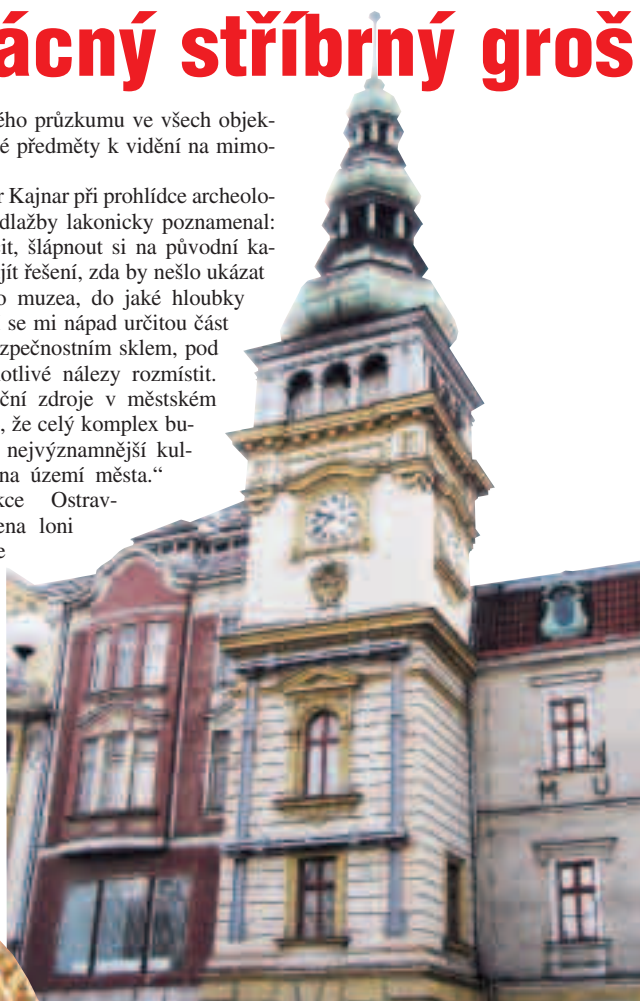 ácný stříbrný groš
ého průzkumu ve všech objek-
é předměty k vidění na mimo-
r Kajnar při prohlídce archeolo-
dlažby lakonicky poznamenal:
it, šlápnout si na původní ka-
jít řešení, zda by nešlo ukázat
o muzea, do jaké hloubky
se mi nápad určitou část
zpečnostním sklem, pod
otlivé nálezy rozmístit.
ční zdroje v městském
, že celý komplex bu-
nejvýznamnější kul-
na území města.“
kce Ostrav-
ena loni
e
M U